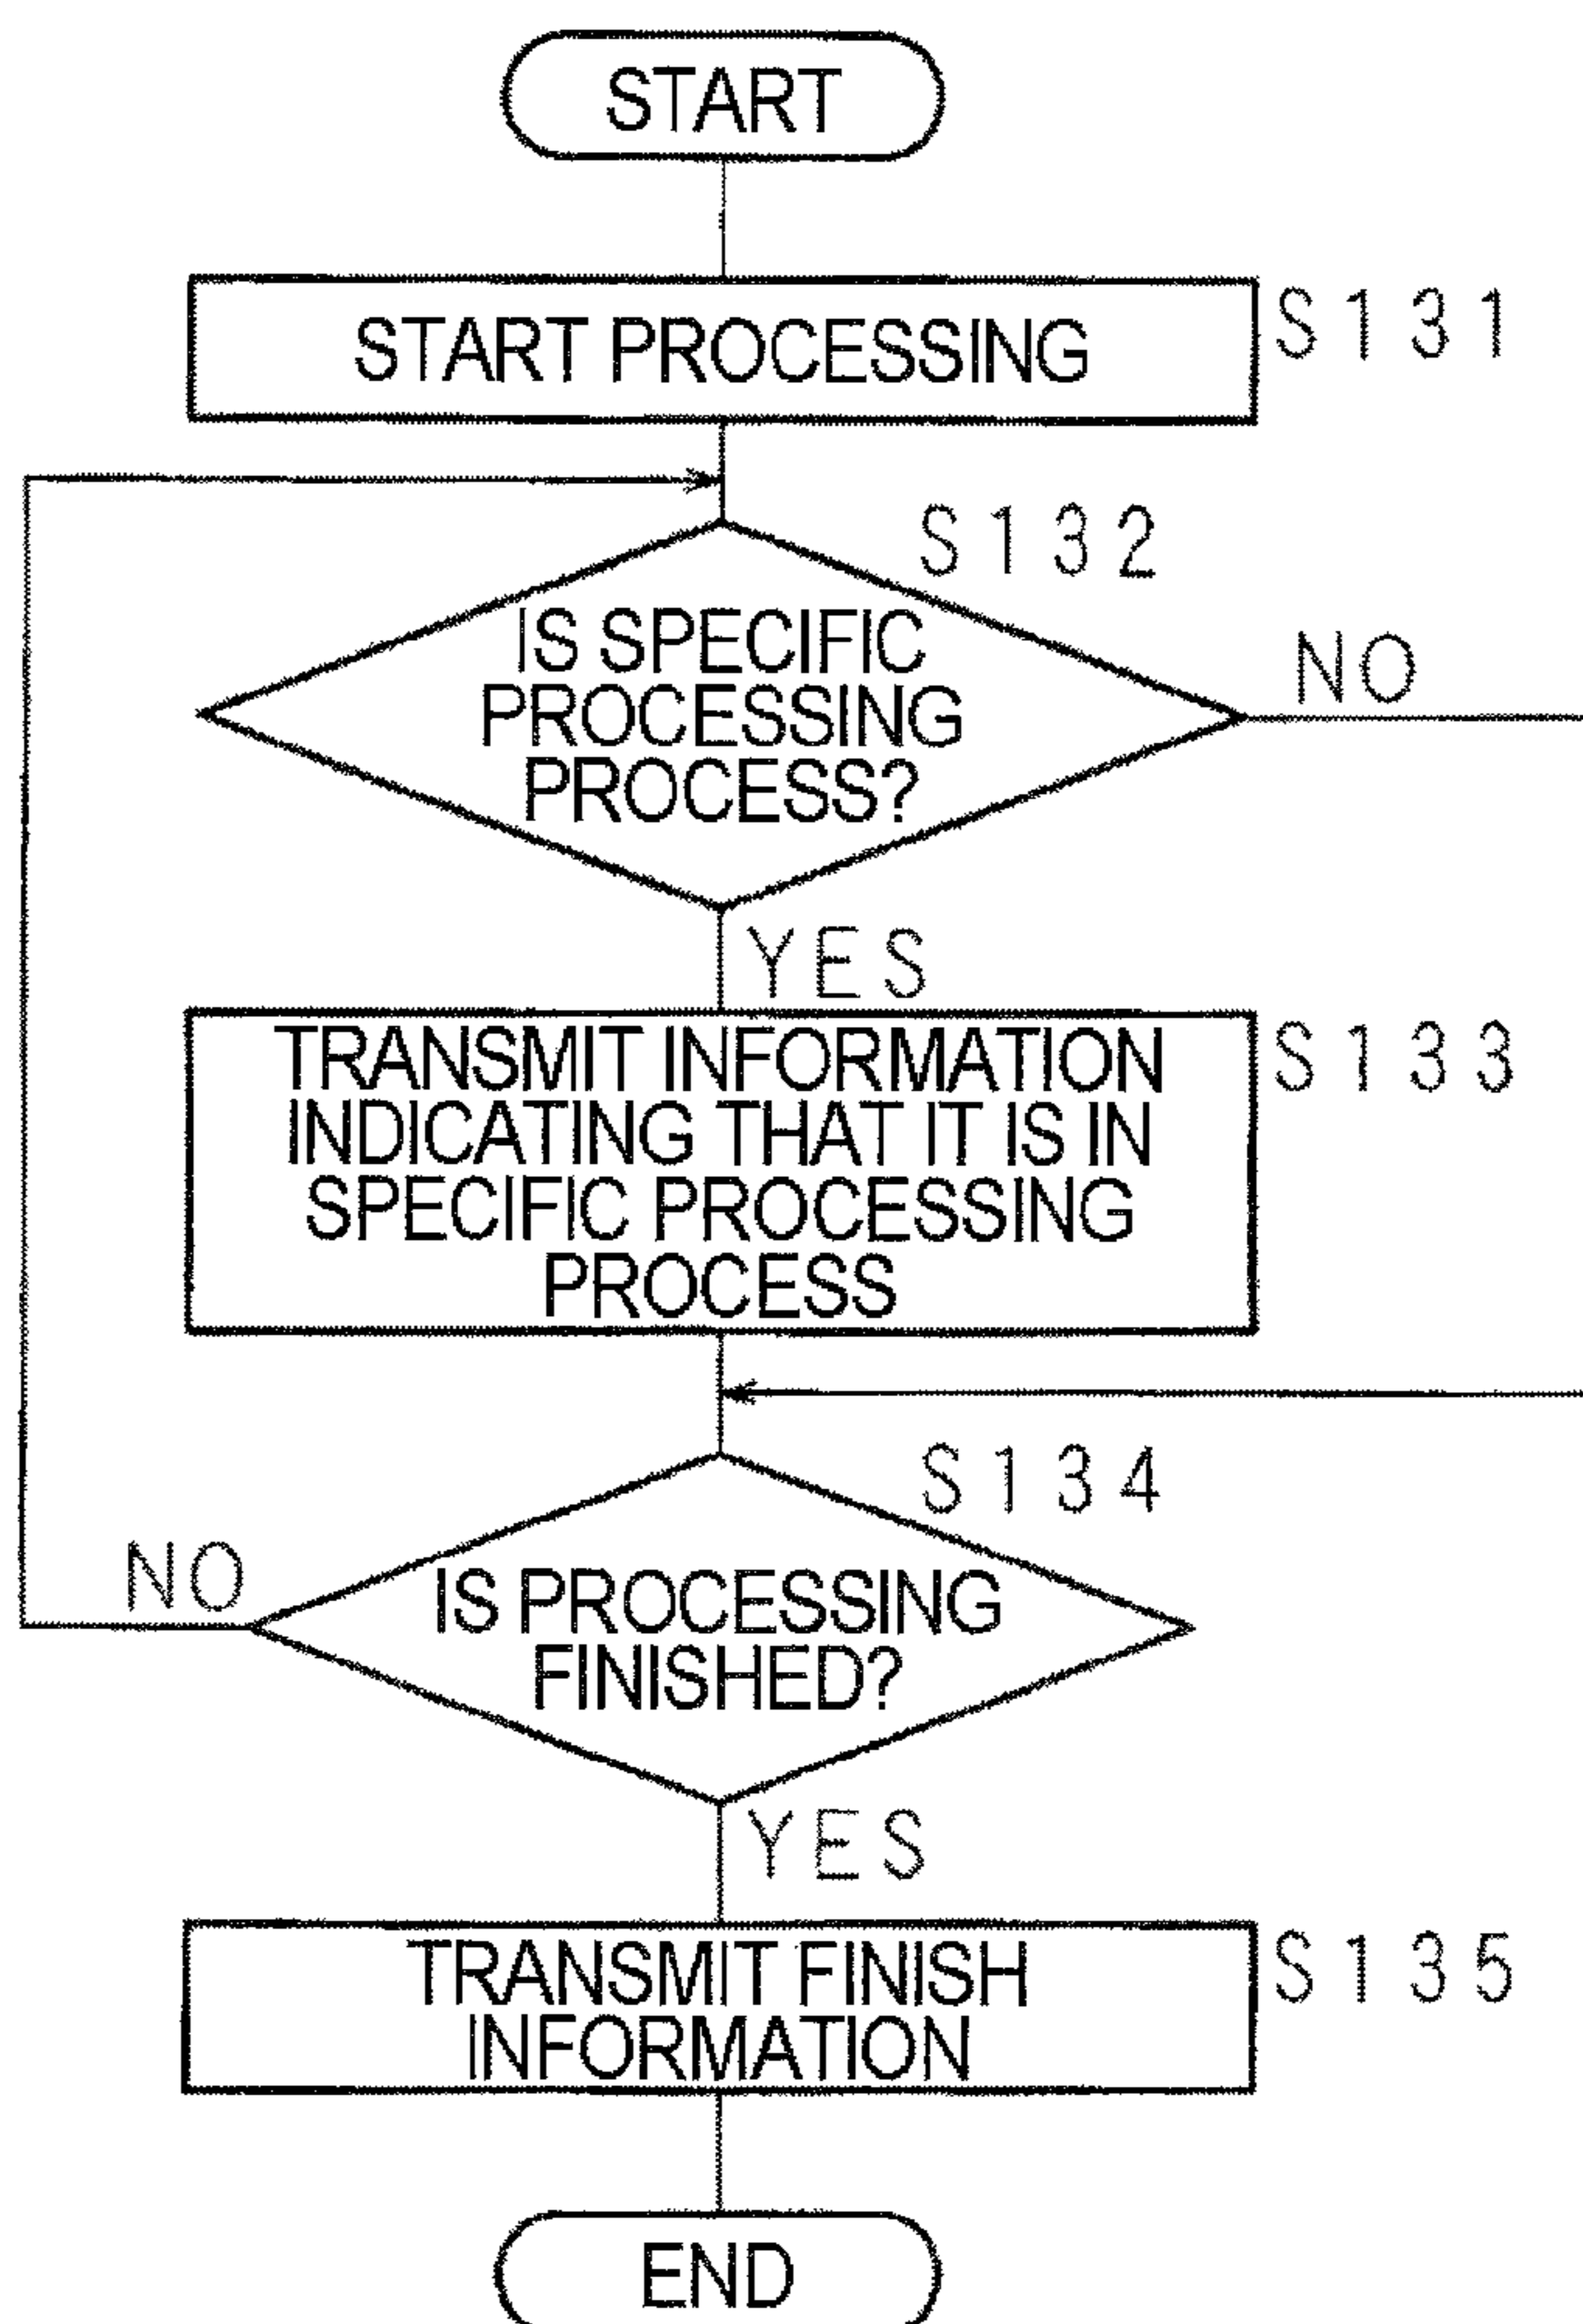 START
START PROCESSING
S131
S132
IS SPECIFIC
PROCESSING
PROCESS?
NO
YES
TRANSMIT INFORMATION
INDICATING THAT IT IS IN
SPECIFIC PROCESSING
PROCESS
S133
S134
IS PROCESSING
FINISHED?
NO
YES
TRANSMIT FINISH
INFORMATION
S135
END